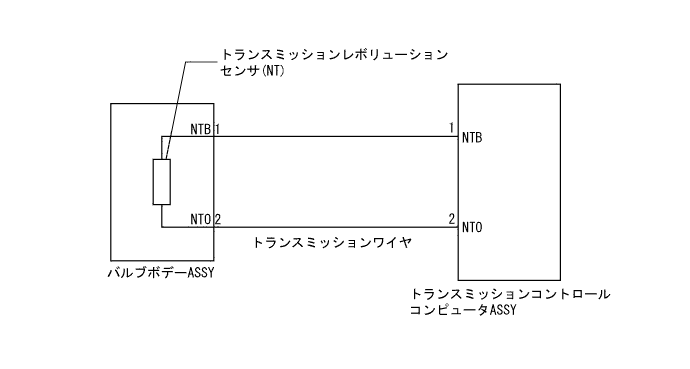 トランスミッションレボリューション
センサ(NT)
NTB 1
1
NTB
NTO 2
2
NTO
トランスミッションワイヤ
バルブボデーASSY
トランスミッションコントロール
コンピュータASSY